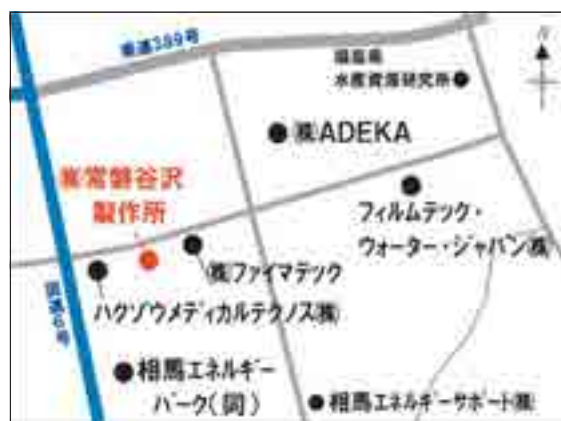 県道389号
福島県
水産資源研究所
㈱ADEKA
㈱常磐谷沢
製作所
フィルムテック・
ウォーター・ジャパン㈱
㈱ファイマテック
ハクゾウメディカルテクノス㈱
国道6号
相馬エネルギー
パーク(同)
相馬エネルギーサポート㈱
N